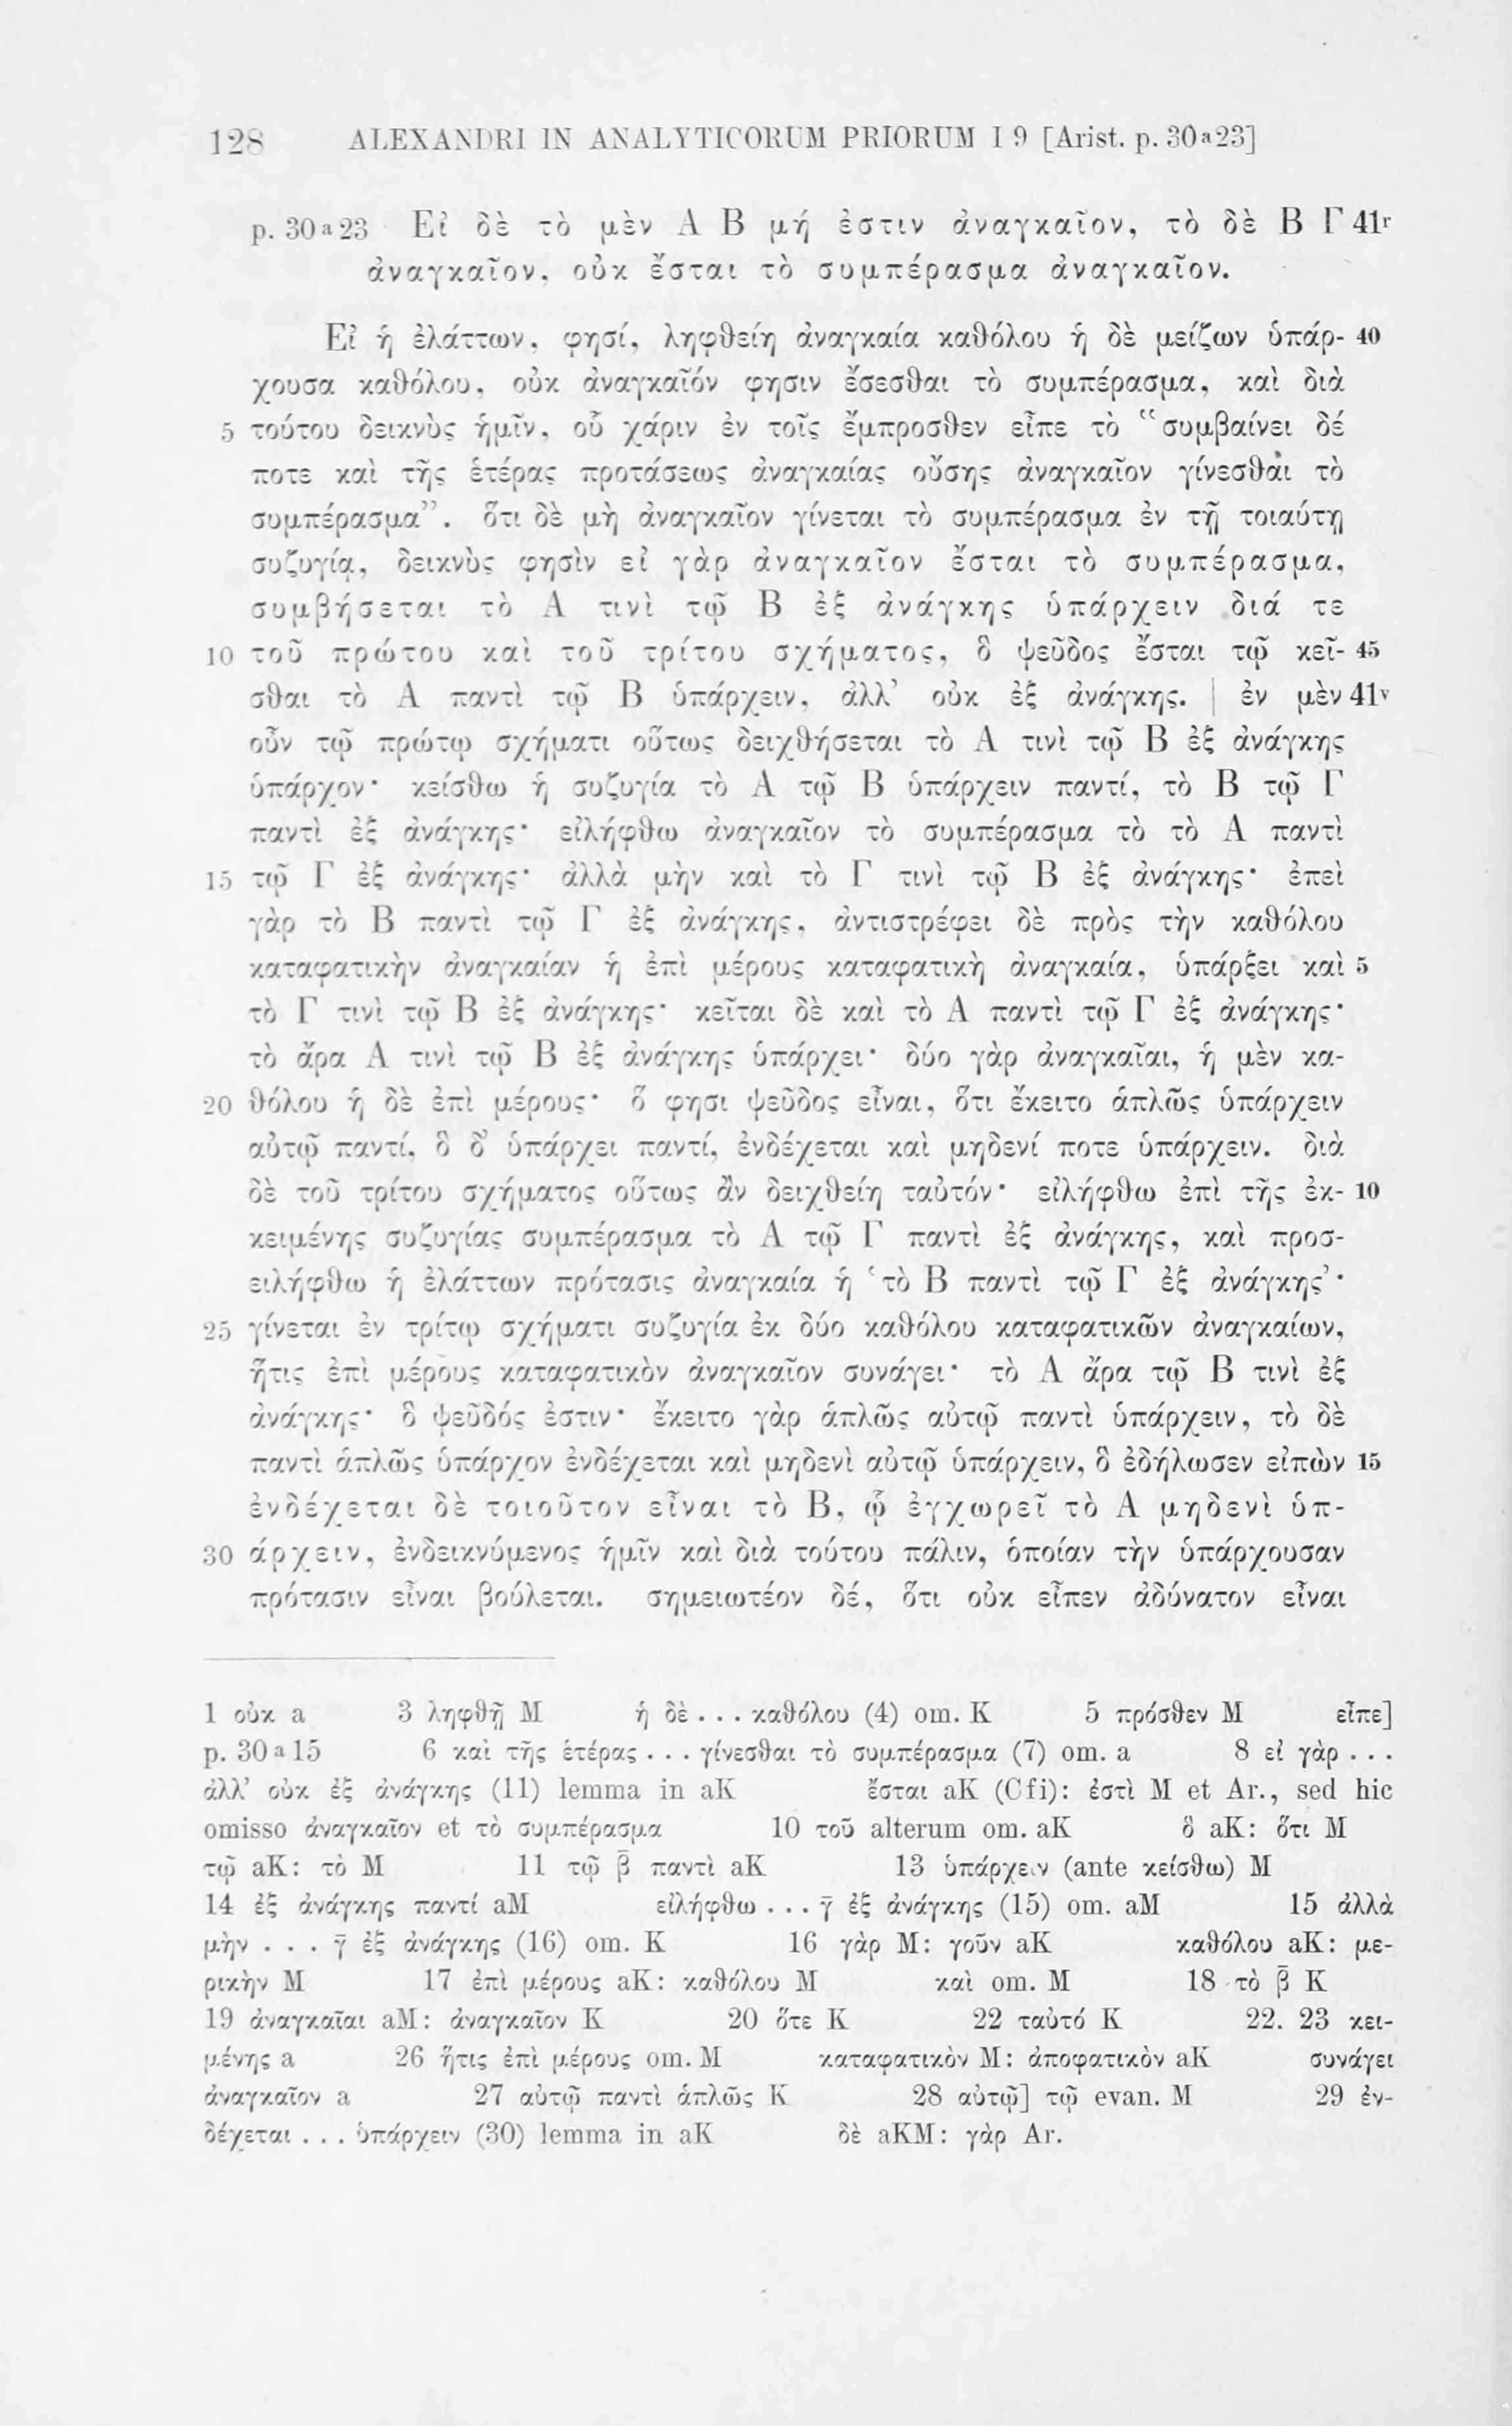 128 ALEXANDRI IN ANALYTICORUM PRIORUM I 9 [Arist. p. 30a23]
p. 30a23 Εἰ δὲ τὸ μὲν Α Β μή ἐστιν ἀναγκαῖον, τὸ δὲ Β Γ 41r
ἀναγκαῖον, οὐκ ἔσται τὸ συμπέρασμα ἀναγκαῖον.
Εἰ ἡ ἐλάττων, φησί, ληφθείη ἀναγκαία καθόλου ἡ δὲ μείζων ὑπάρ- 40
χουσα καθόλου, οὐκ ἀναγκαῖόν φησιν ἔσεσθαι τὸ συμπέρασμα, καὶ διὰ
5 τούτου δεικνὺς ἡμῖν, οὗ χάριν ἐν τοῖς ἔμπροσθεν εἶπε τὸ “συμβαίνει δέ
ποτε καὶ τῆς ἑτέρας προτάσεως ἀναγκαίας οὔσης ἀναγκαῖον γίνεσθαι τὸ
συμπέρασμα”. ὅτι δὲ μὴ ἀναγκαῖον γίνεται τὸ συμπέρασμα ἐν τῇ τοιαύτῃ
συζυγίᾳ, δεικνὺς φησὶν εἰ γὰρ ἀναγκαῖον ἔσται τὸ συμπέρασμα,
συμβήσεται τὸ Α τινὶ τῷ Β ἐξ ἀνάγκης ὑπάρχειν διά τε
10 τοῦ πρώτου καὶ τοῦ τρίτου σχήματος, ὃ ψεῦδος ἔσται τῷ κεῖ- 45
σθαι τὸ Α παντὶ τῷ Β ὑπάρχειν, ἀλλ’ οὐκ ἐξ ἀνάγκης. | ἐν μὲν 41v
οὖν τῷ πρώτῳ σχήματι οὕτως δειχθήσεται τὸ Α τινὶ τῷ Β ἐξ ἀνάγκης
ὑπάρχον· κείσθω ἡ συζυγία τὸ Α τῷ Β ὑπάρχειν παντί, τὸ Β τῷ Γ
παντὶ ἐξ ἀνάγκης· εἰλήφθω ἀναγκαῖον τὸ συμπέρασμα τὸ τὸ Α παντὶ
15 τῷ Γ ἐξ ἀνάγκης· ἀλλὰ μὴν καὶ τὸ Γ τινὶ τῷ Β ἐξ ἀνάγκης· ἐπεὶ
γὰρ τὸ Β παντὶ τῷ Γ ἐξ ἀνάγκης, ἀντιστρέφει δὲ πρὸς τὴν καθόλου
καταφατικὴν ἀναγκαίαν ἡ ἐπὶ μέρους καταφατικὴ ἀναγκαία, ὑπάρξει καὶ 5
τὸ Γ τινὶ τῷ Β ἐξ ἀνάγκης· κεῖται δὲ καὶ τὸ Α παντὶ τῷ Γ ἐξ ἀνάγκης·
τὸ ἄρα Α τινὶ τῷ Β ἐξ ἀνάγκης ὑπάρχει· δύο γὰρ ἀναγκαῖαι, ἡ μὲν κα-
20 θόλου ἡ δὲ ἐπὶ μέρους· ὅ φησι ψεῦδος εἶναι, ὅτι ἔκειτο ἁπλῶς ὑπάρχειν
αὐτῷ παντί, ὃ δ’ ὑπάρχει παντί, ἐνδέχεται καὶ μηδενί ποτε ὑπάρχειν. διὰ
δὲ τοῦ τρίτου σχήματος οὕτως ἂν δειχθείη ταὐτόν· εἰλήφθω ἐπὶ τῆς ἐκ- 10
κειμένης συζυγίας συμπέρασμα τὸ Α τῷ Γ παντὶ ἐξ ἀνάγκης, καὶ προσ-
ειλήφθω ἡ ἐλάττων πρότασις ἀναγκαία ἡ ‘τὸ Β παντὶ τῷ Γ ἐξ ἀνάγκης’·
25 γίνεται ἐν τρίτῳ σχήματι συζυγία ἐκ δύο καθόλου καταφατικῶν ἀναγκαίων,
ἥτις ἐπὶ μέρους καταφατικὸν ἀναγκαῖον συνάγει· τὸ Α ἄρα τῷ Β τινὶ ἐξ
ἀνάγκης· ὃ ψεῦδός ἐστιν· ἔκειτο γὰρ ἁπλῶς αὐτῷ παντὶ ὑπάρχειν, τὸ δὲ
παντὶ ἁπλῶς ὑπάρχον ἐνδέχεται καὶ μηδενὶ αὐτῷ ὑπάρχειν, ὃ ἐδήλωσεν εἰπὼν 15
ἐνδέχεται δὲ τοιοῦτον εἶναι τὸ Β, ᾧ ἐγχωρεῖ τὸ Α μηδενὶ ὑπ-
30 άρχειν, ἐνδεικνύμενος ἡμῖν καὶ διὰ τούτου πάλιν, ὁποίαν τὴν ὑπάρχουσαν
πρότασιν εἶναι βούλεται. σημειωτέον δέ, ὅτι οὐκ εἶπεν ἀδύνατον εἶναι
1 οὐκ a 3 ληφθῇ M ἡ δὲ . . . καθόλου (4) om. K 5 πρόσθεν M εἶπε]
p. 30a15 6 καὶ τῆς ἑτέρας . . . γίνεσθαι τὸ συμπέρασμα (7) om. a 8 εἰ γὰρ . . .
ἀλλ’ οὐκ ἐξ ἀνάγκης (11) lemma in aK ἔσται aK (Cfi): ἐστὶ M et Ar., sed hic
omisso ἀναγκαῖον et τὸ συμπέρασμα 10 τοῦ alterum om. aK ὃ aK: ὅτι M
τῷ aK: τὸ M 11 τῷ β̄ παντὶ aK 13 ὑπάρχειν (ante κείσθω) M
14 ἐξ ἀνάγκης παντί aM εἰλήφθω . . . γ̄ ἐξ ἀνάγκης (15) om. aM 15 ἀλλὰ
μὴν . . . γ̄ ἐξ ἀνάγκης (16) om. K 16 γὰρ M: γοῦν aK καθόλου aK: με-
ρικὴν M 17 ἐπὶ μέρους aK: καθόλου M καὶ om. M 18 τὸ β̄ K
19 ἀναγκαῖαι aM: ἀναγκαῖον K 20 ὅτε K 22 ταὐτό K 22. 23 κει-
μένης a 26 ἥτις ἐπὶ μέρους om. M καταφατικὸν M: ἀποφατικὸν aK συνάγει
ἀναγκαῖον a 27 αὐτῷ παντὶ ἁπλῶς K 28 αὐτῷ] τῷ evan. M 29 ἐν-
δέχεται . . . ὑπάρχειν (30) lemma in aK δὲ aKM: γὰρ Ar.